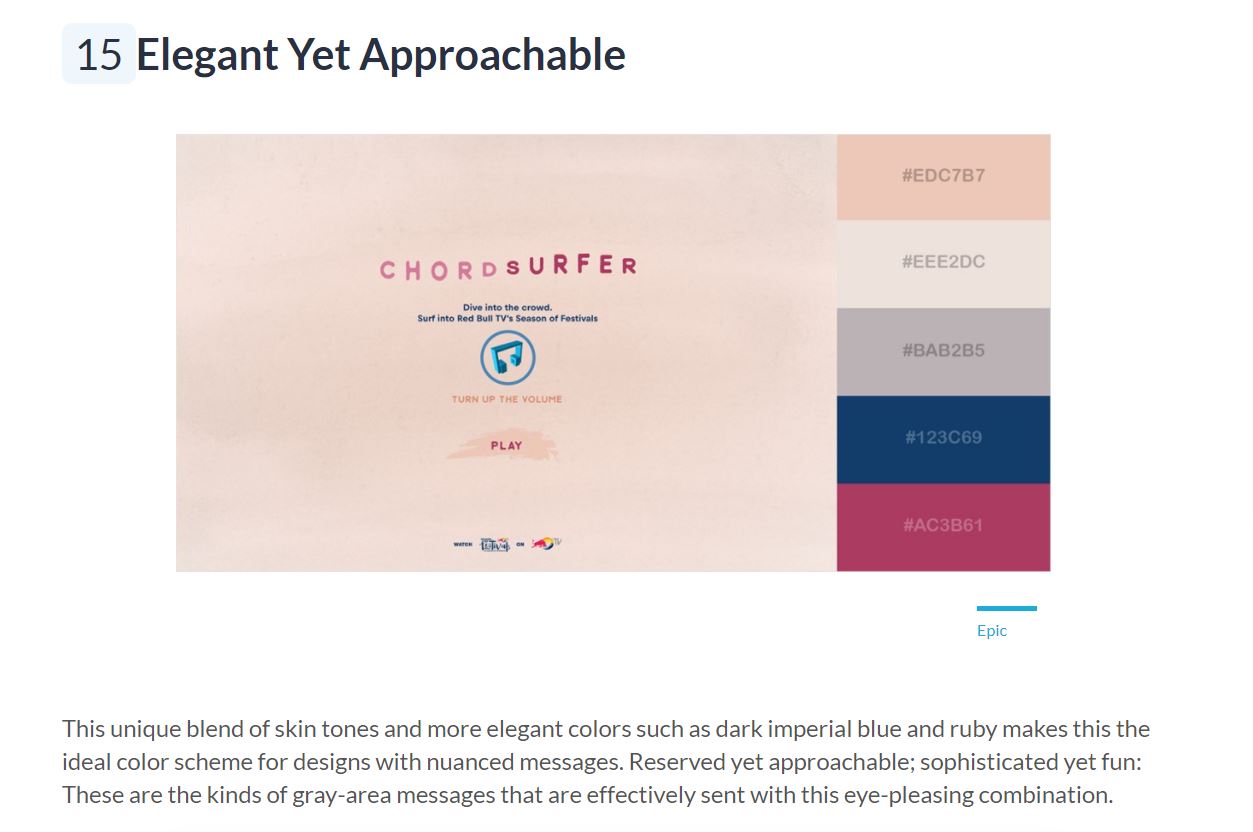 15 Elegant Yet Approachable
CHORDSURFER
Dive into the crowd.
Surf into Red Bull TV's Season of Festivals
TURN UP THE VOLUME
PLAY
WATCH
ON
TV
#EDC7B7
#EEE2DC
#BAB2B5
#123C69
#AC3B61
Epic
This unique blend of skin tones and more elegant colors such as dark imperial blue and ruby makes this the
ideal color scheme for designs with nuanced messages. Reserved yet approachable; sophisticated yet fun:
These are the kinds of gray-area messages that are effectively sent with this eye-pleasing combination.